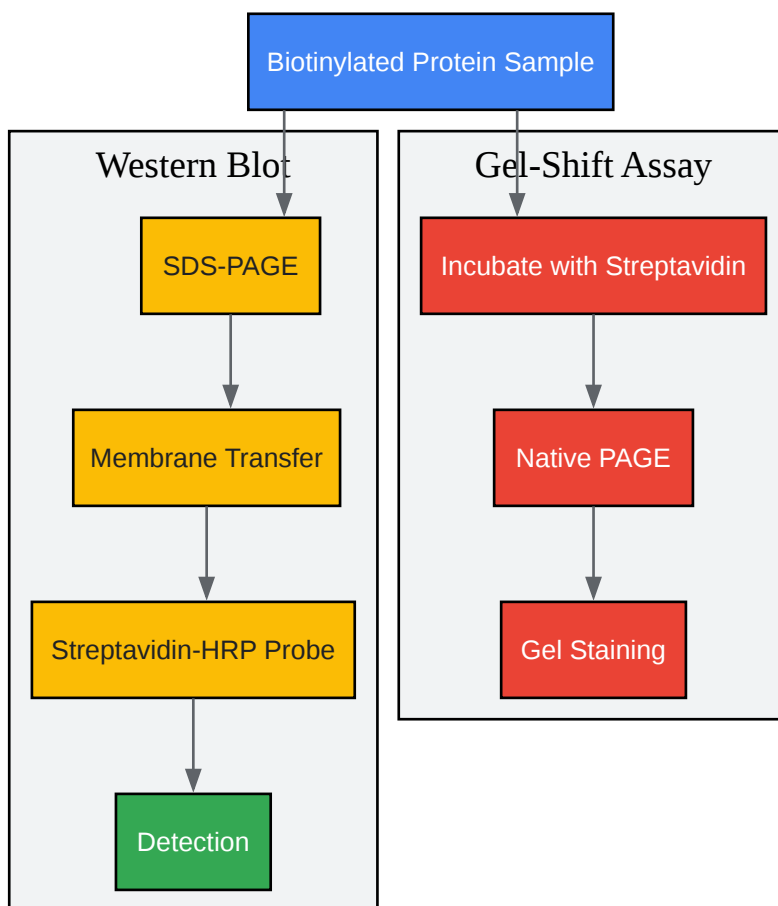 Biotinylated Protein Sample
Western Blot
SDS-PAGE
Membrane Transfer
Streptavidin-HRP Probe
Detection
Gel-Shift Assay
Incubate with Streptavidin
Native PAGE
Gel Staining